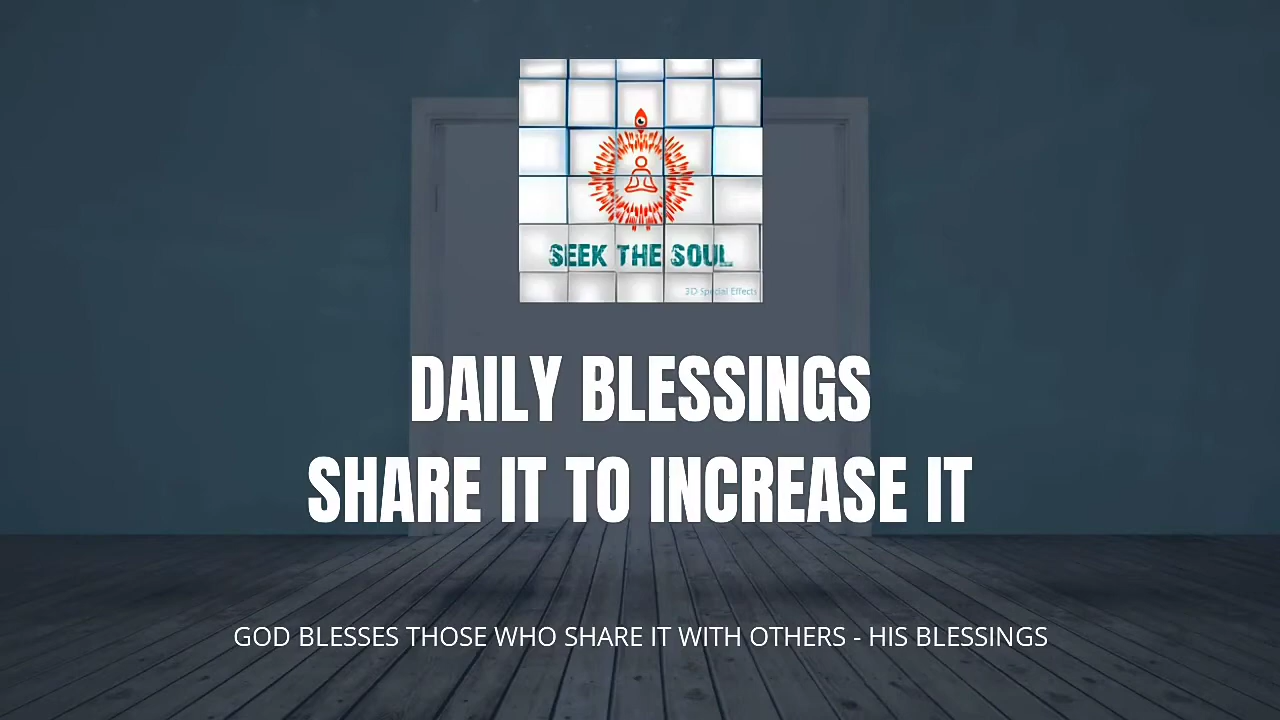 SEEK THE SOUL
3D Special Effects
DAILY BLESSINGS
SHARE IT TO INCREASE IT
GOD BLESSES THOSE WHO SHARE IT WITH OTHERS - HIS BLESSINGS